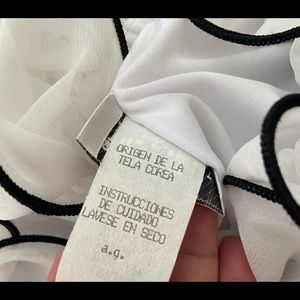 ORIGEN DE LA
TELA COREA
INSTRUCCIONES
DE CUIDADO
LAVESE EN SECO
a.g.